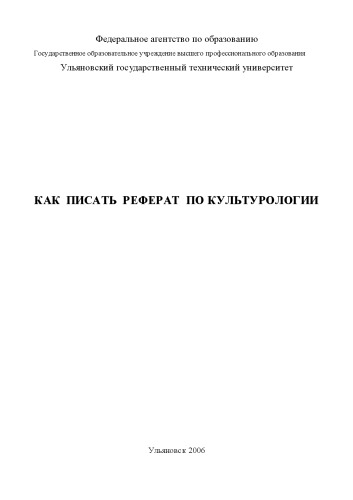 Федеральное агентство по образованию
Государственное образовательное учреждение высшего профессионального образования
Ульяновский государственный технический университет
КАК ПИСАТЬ РЕФЕРАТ ПО КУЛЬТУРОЛОГИИ
Ульяновск 2006